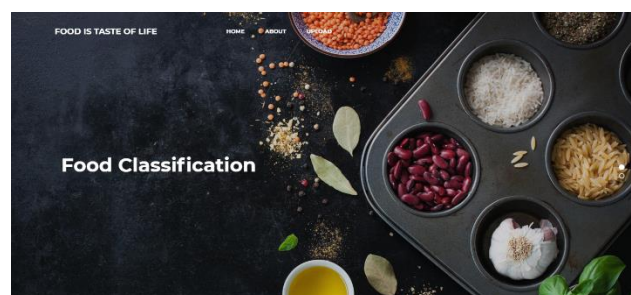 FOOD IS TASTE OF LIFE
HOME ABOUT UPLOAD
Food Classification